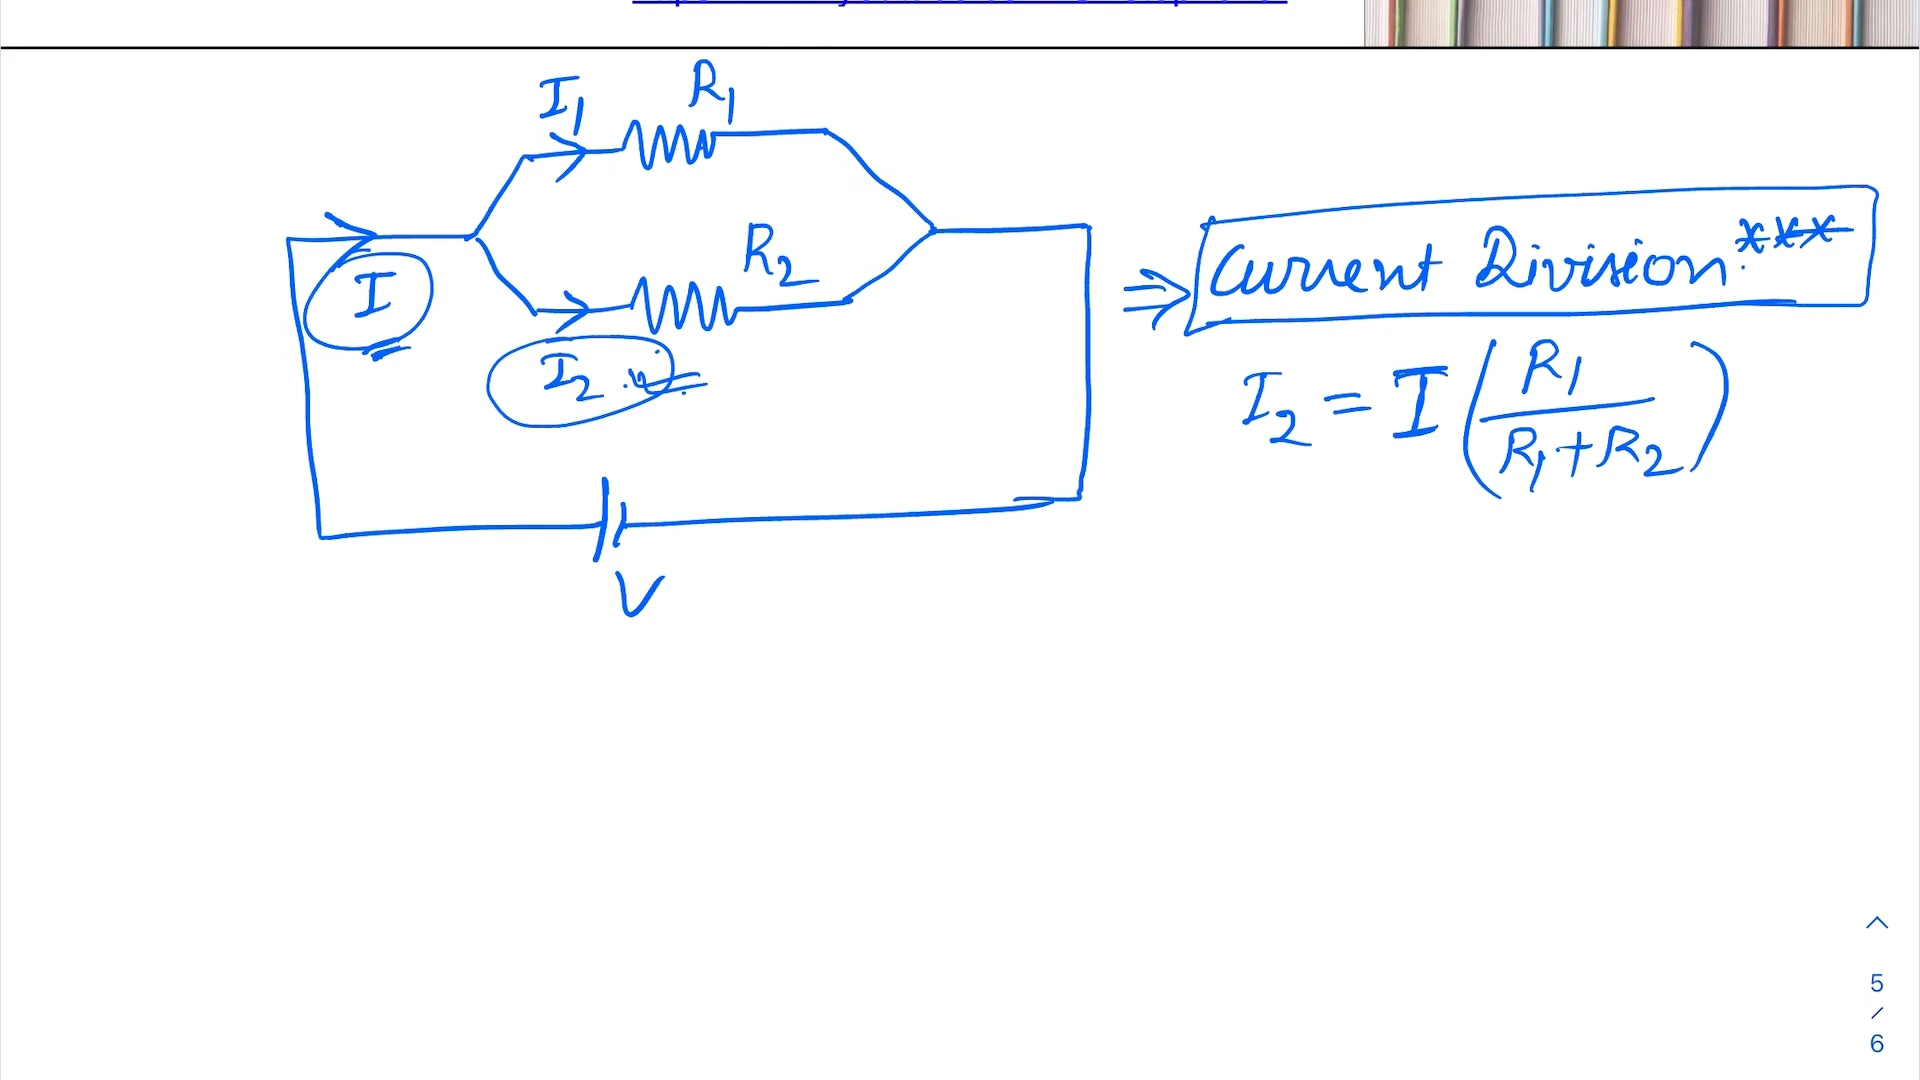 I₁
R₁
I
R₂
I₂
V
Current Division. ***
I₂ = I (R₁ / R₁ + R₂)
5
/
6